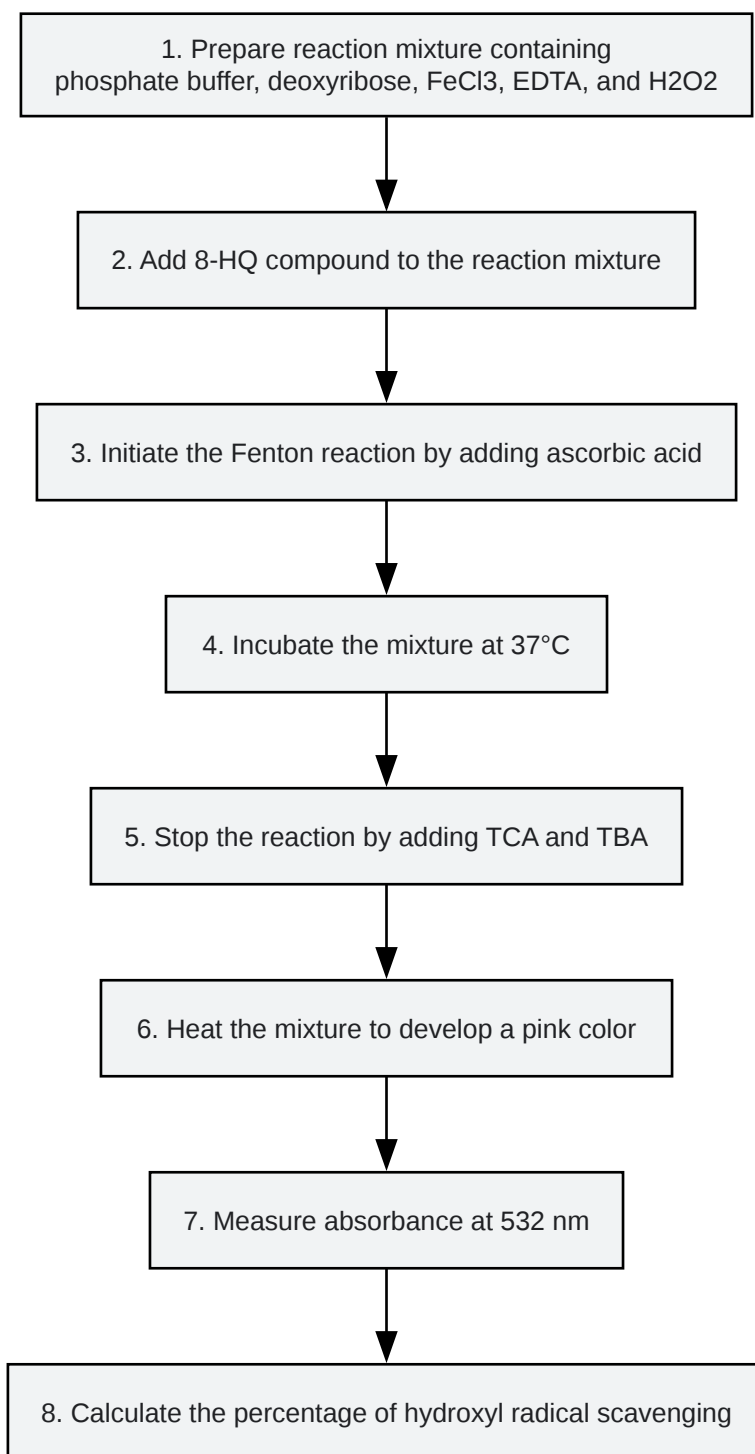 1. Prepare reaction mixture containing
phosphate buffer, deoxyribose, FeCl3, EDTA, and H2O2
2. Add 8-HQ compound to the reaction mixture
3. Initiate the Fenton reaction by adding ascorbic acid
4. Incubate the mixture at 37°C
5. Stop the reaction by adding TCA and TBA
6. Heat the mixture to develop a pink color
7. Measure absorbance at 532 nm
8. Calculate the percentage of hydroxyl radical scavenging